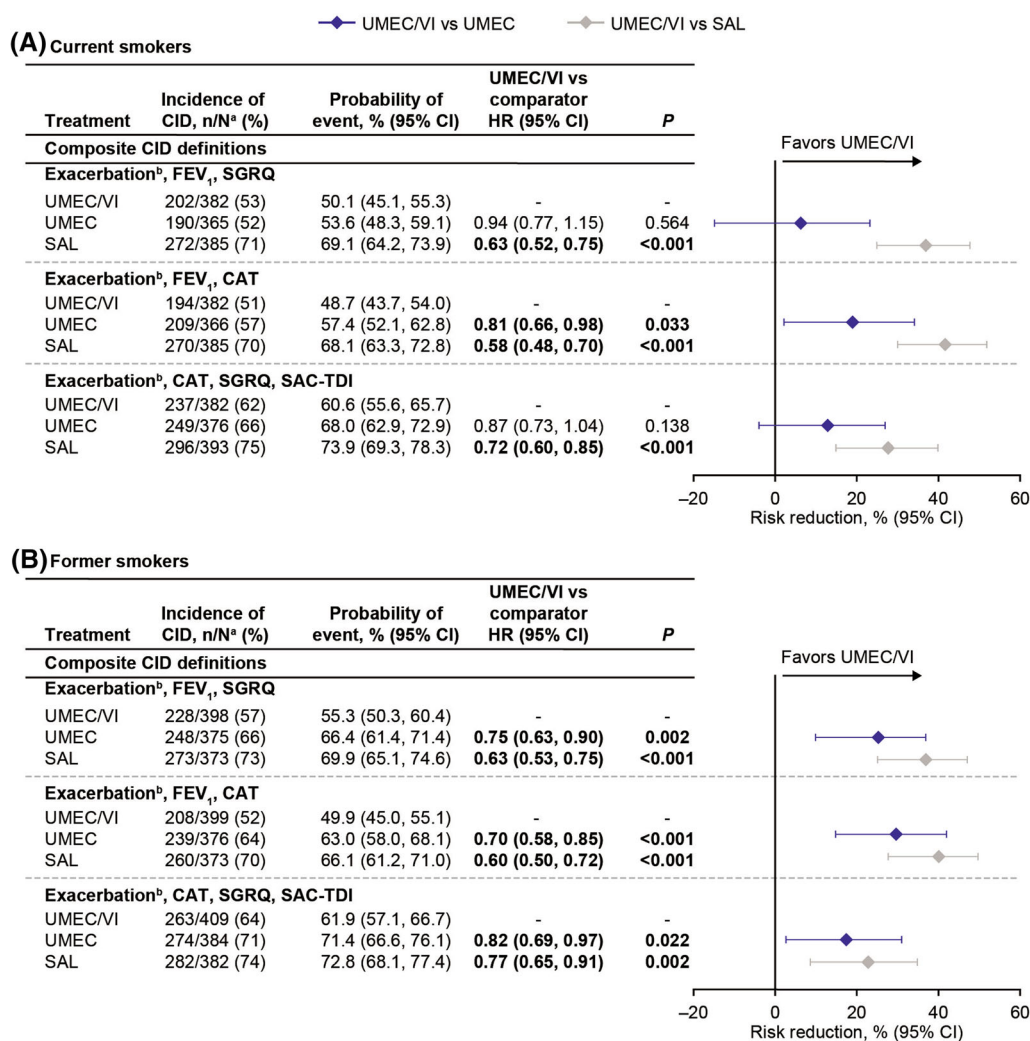 UMEC/VI vs UMEC UMEC/VI vs SAL
(A) Current smokers
Treatment Incidence of CID, n/Nᵃ (%) Probability of event, % (95% CI) UMEC/VI vs comparator HR (95% CI) P
Favors UMEC/VI
Composite CID definitions
Exacerbationᵇ, FEV₁, SGRQ
UMEC/VI 202/382 (53) 50.1 (45.1, 55.3) - -
UMEC 190/365 (52) 53.6 (48.3, 59.1) 0.94 (0.77, 1.15) 0.564
SAL 272/385 (71) 69.1 (64.2, 73.9) 0.63 (0.52, 0.75) <0.001
Exacerbationᵇ, FEV₁, CAT
UMEC/VI 194/382 (51) 48.7 (43.7, 54.0) - -
UMEC 209/366 (57) 57.4 (52.1, 62.8) 0.81 (0.66, 0.98) 0.033
SAL 270/385 (70) 68.1 (63.3, 72.8) 0.58 (0.48, 0.70) <0.001
Exacerbationᵇ, CAT, SGRQ, SAC-TDI
UMEC/VI 237/382 (62) 60.6 (55.6, 65.7) - -
UMEC 249/376 (66) 68.0 (62.9, 72.9) 0.87 (0.73, 1.04) 0.138
SAL 296/393 (75) 73.9 (69.3, 78.3) 0.72 (0.60, 0.85) <0.001
–20 0 20 40 60
Risk reduction, % (95% CI)
(B) Former smokers
Treatment Incidence of CID, n/Nᵃ (%) Probability of event, % (95% CI) UMEC/VI vs comparator HR (95% CI) P
Favors UMEC/VI
Composite CID definitions
Exacerbationᵇ, FEV₁, SGRQ
UMEC/VI 228/398 (57) 55.3 (50.3, 60.4) - -
UMEC 248/375 (66) 66.4 (61.4, 71.4) 0.75 (0.63, 0.90) 0.002
SAL 273/373 (73) 69.9 (65.1, 74.6) 0.63 (0.53, 0.75) <0.001
Exacerbationᵇ, FEV₁, CAT
UMEC/VI 208/399 (52) 49.9 (45.0, 55.1) - -
UMEC 239/376 (64) 63.0 (58.0, 68.1) 0.70 (0.58, 0.85) <0.001
SAL 260/373 (70) 66.1 (61.2, 71.0) 0.60 (0.50, 0.72) <0.001
Exacerbationᵇ, CAT, SGRQ, SAC-TDI
UMEC/VI 263/409 (64) 61.9 (57.1, 66.7) - -
UMEC 274/384 (71) 71.4 (66.6, 76.1) 0.82 (0.69, 0.97) 0.022
SAL 282/382 (74) 72.8 (68.1, 77.4) 0.77 (0.65, 0.91) 0.002
–20 0 20 40 60
Risk reduction, % (95% CI)